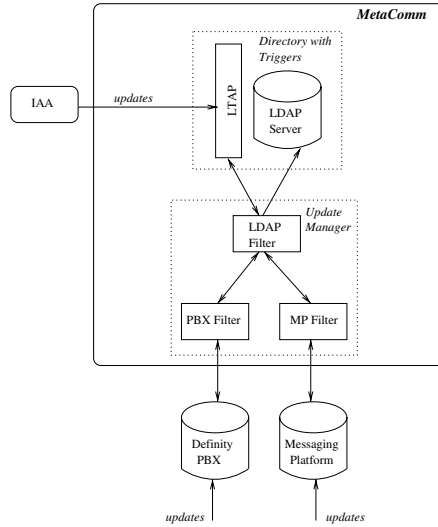 MetaComm
Directory with
Triggers
IAA
updates
LTAP
LDAP
Server
Update
Manager
LDAP
Filter
PBX Filter
MP Filter
Definity
PBX
Messaging
Platform
updates
updates